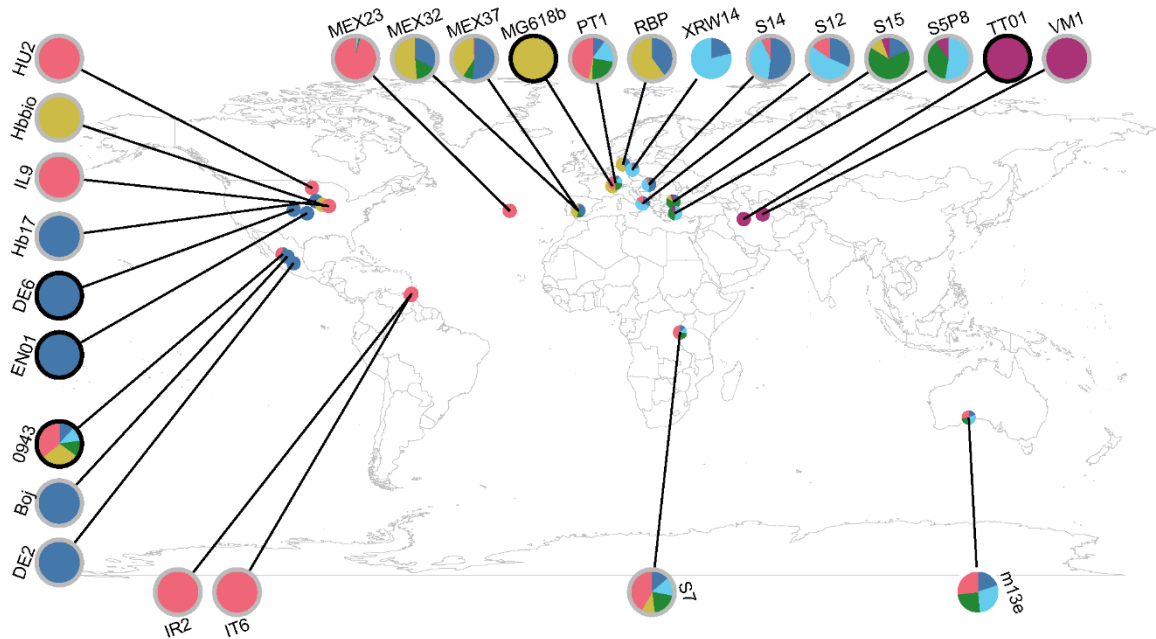 MEX23
MEX32
MEX37
MG618b
PT1
RBP
XRW14
S14
S12
S15
S5P8
TT01
VM1
HU2
Hbbio
IL9
Hb17
DE6
EN01
0943
Boj
DE2
IR2
IT6
S7
m13e